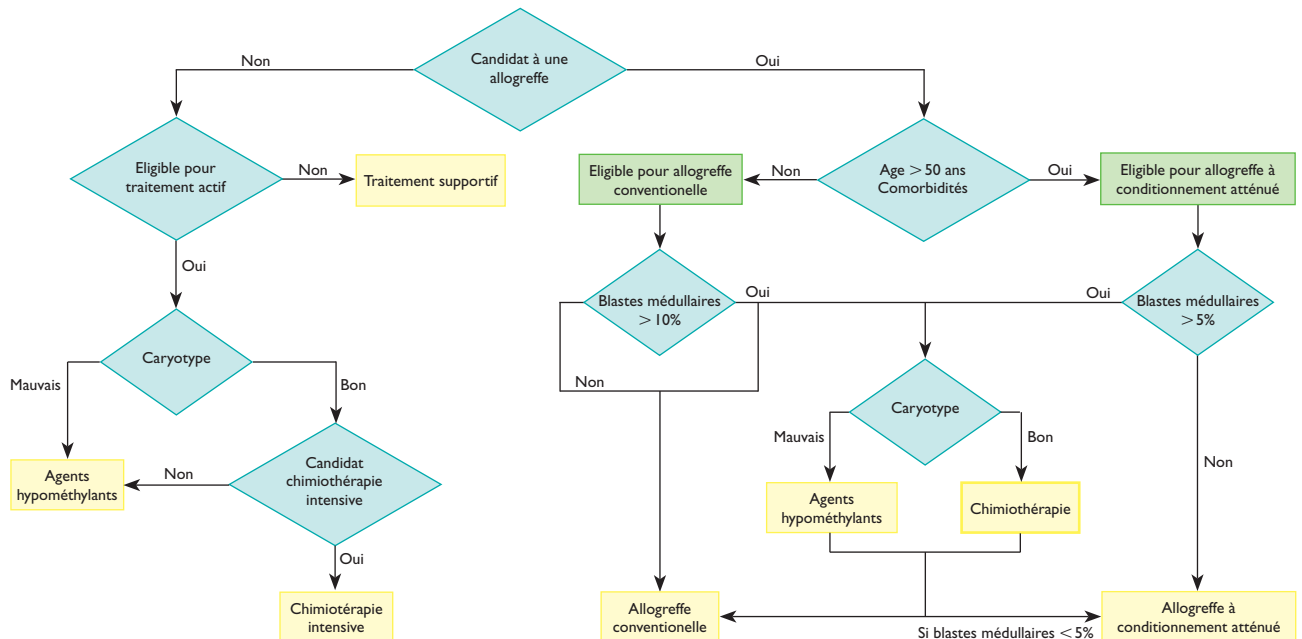 Candidat à une
allogreffe
Non
Oui
Eligible pour
traitement actif
Non
Traitement supportif
Eligible pour allogreffe
conventionelle
Non
Age > 50 ans
Comorbidités
Oui
Eligible pour allogreffe à
conditionnement atténué
Oui
Blastes médullaires
> 10%
Oui
Oui
Blastes médullaires
> 5%
Caryotype
Mauvais
Bon
Non
Caryotype
Mauvais
Bon
Non
Agents
hypométhylants
Non
Candidat
chimiothérapie
intensive
Agents
hypométhylants
Chimiothérapie
Oui
Chimiotérapie
intensive
Allogreffe
conventionelle
Si blastes médullaires < 5%
Allogreffe à
conditionnement atténué